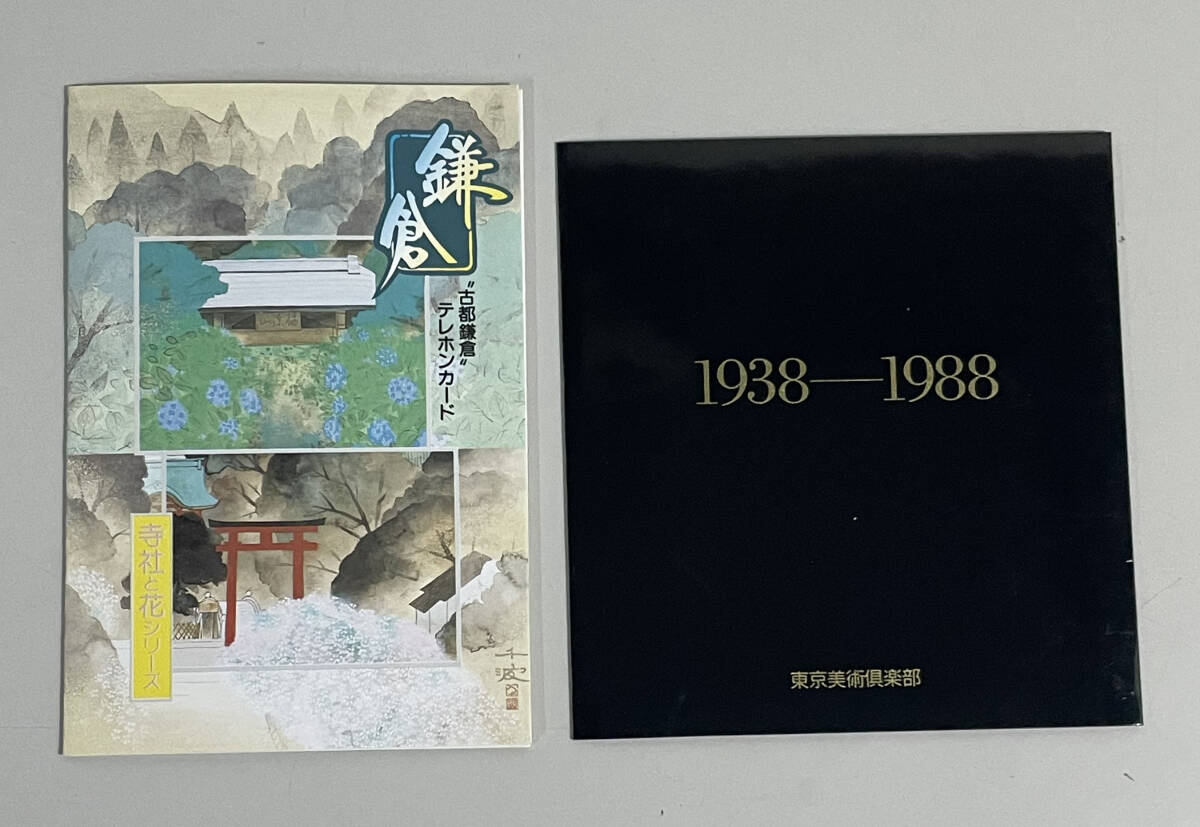 鎌倉
"古都鎌倉"
テレホンカード
寺社と花シリーズ
千波
1938—1988
東京美術倶楽部